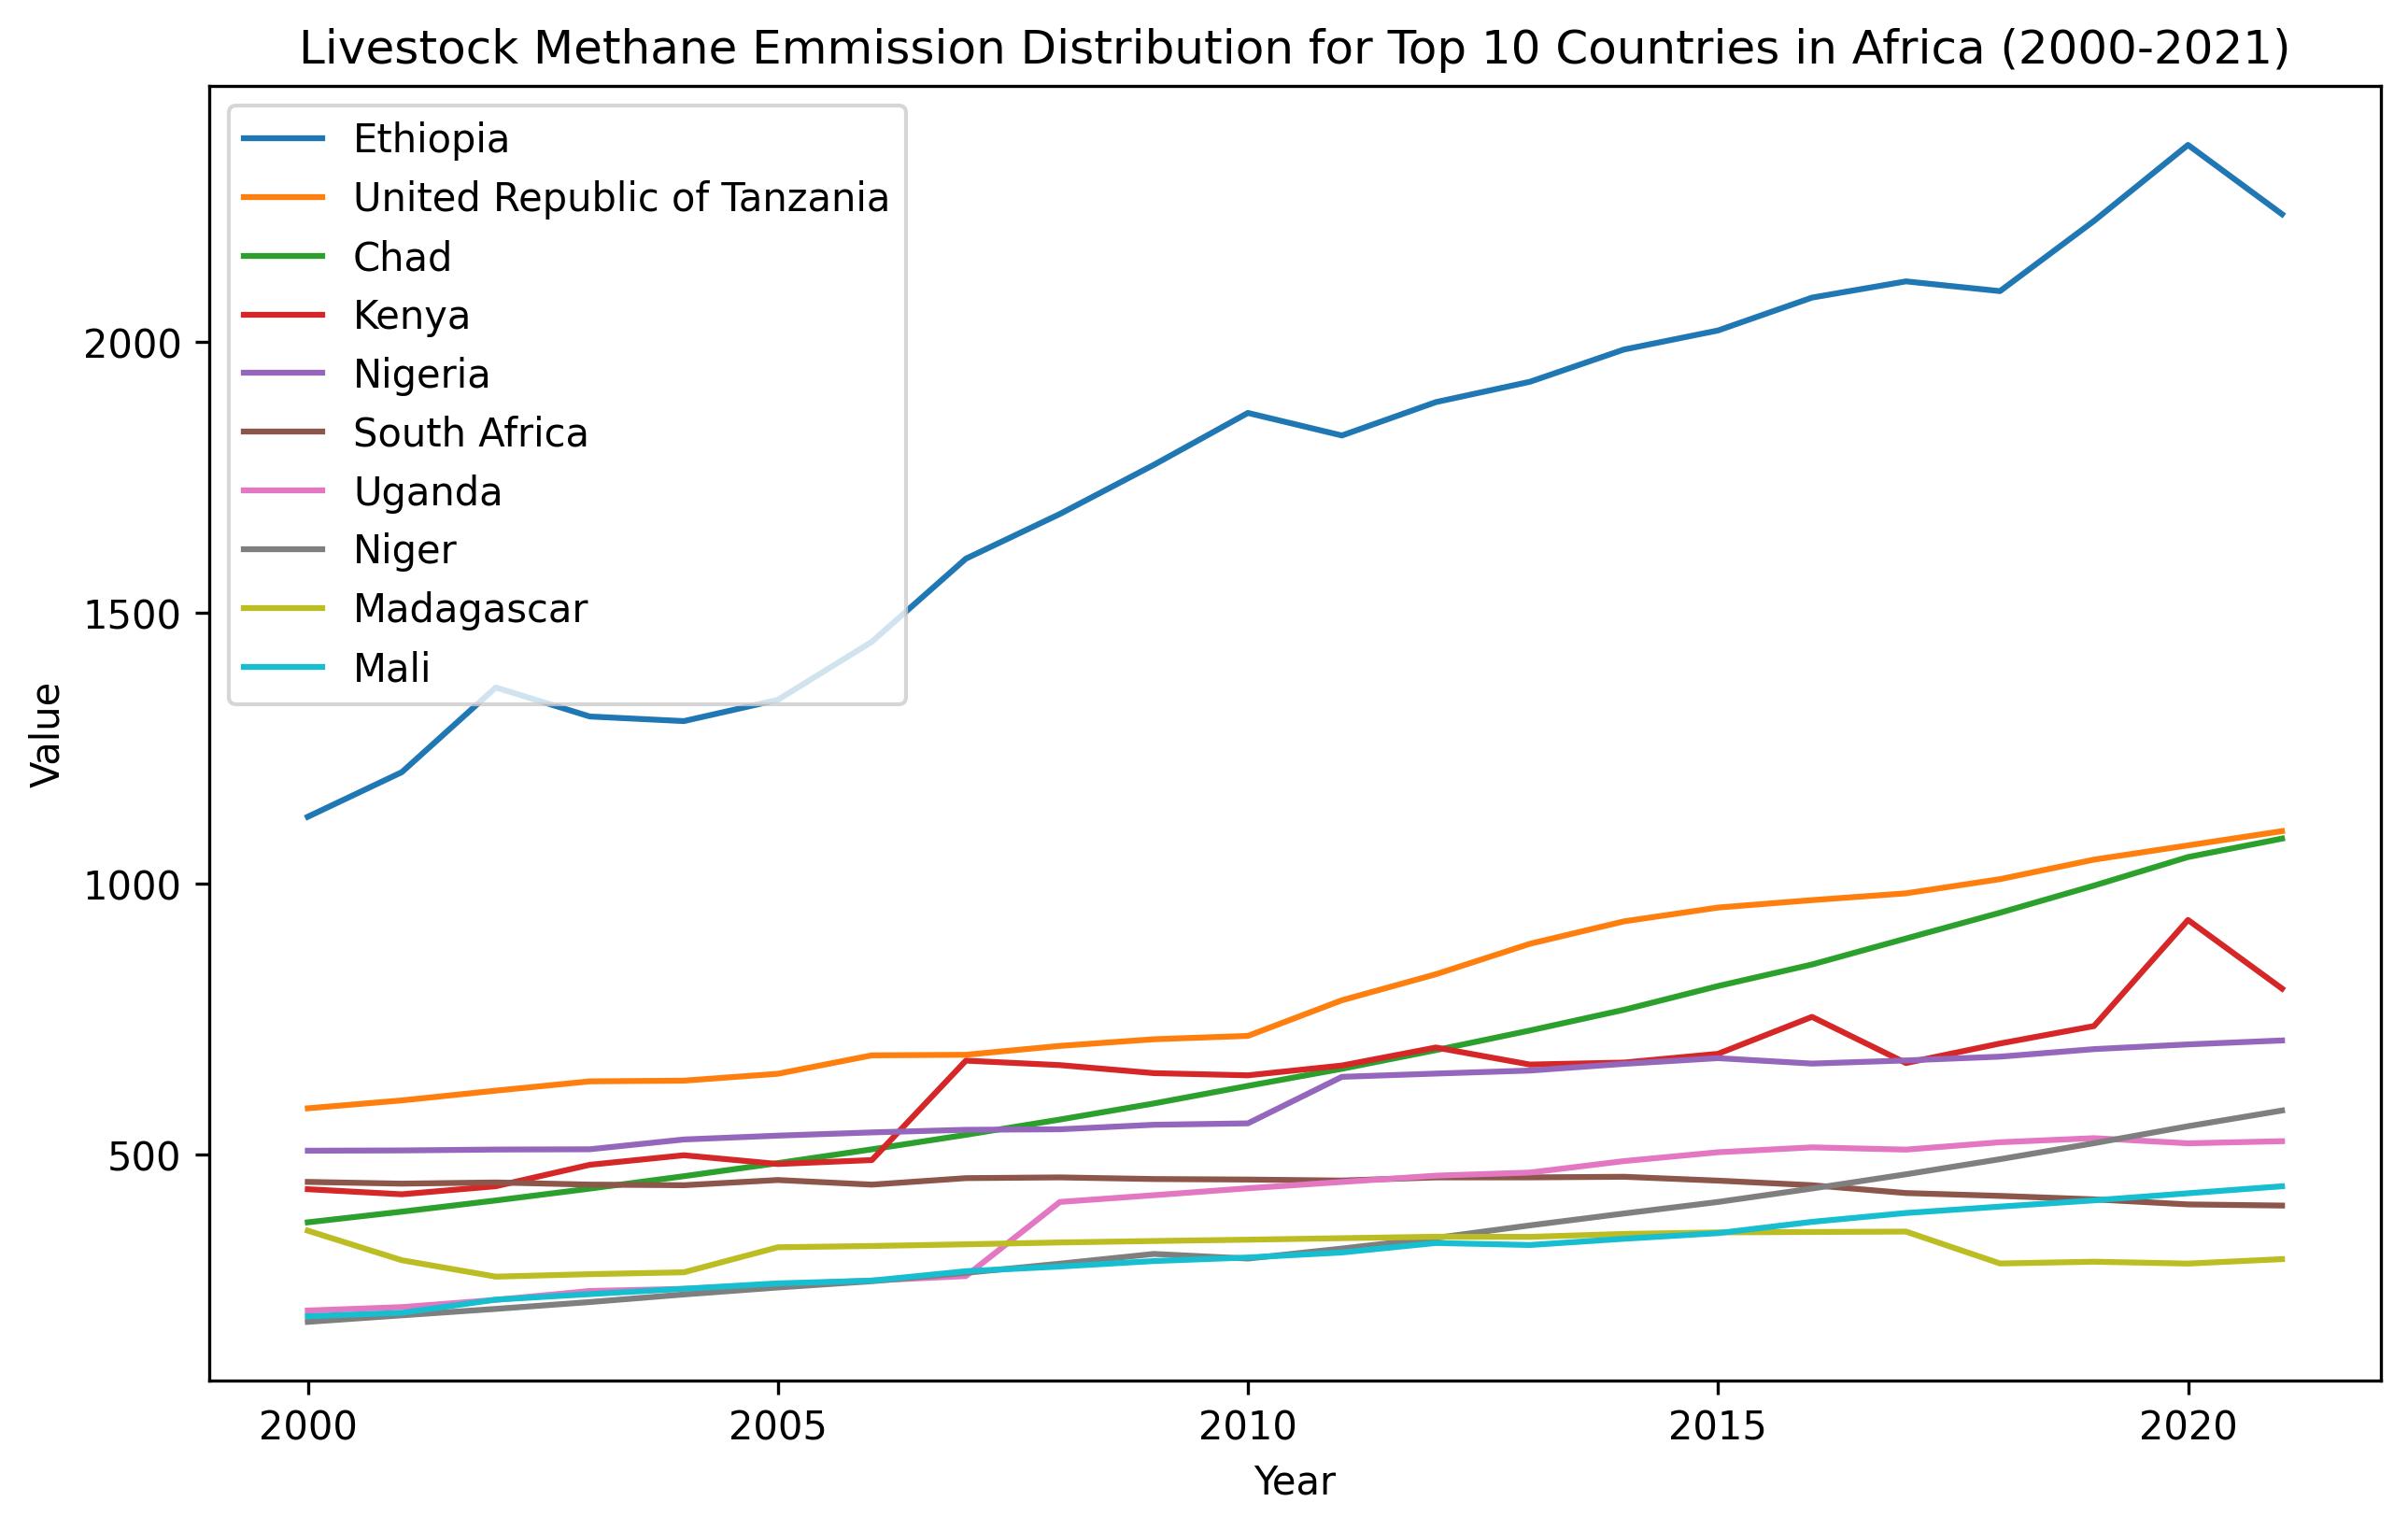 Livestock Methane Emmission Distribution for Top 10 Countries in Africa (2000-2021)
Ethiopia
United Republic of Tanzania
Chad
Kenya
Nigeria
South Africa
Uganda
Niger
Madagascar
Mali
Value
2000
1500
1000
500
2000 2005 2010 2015 2020
Year